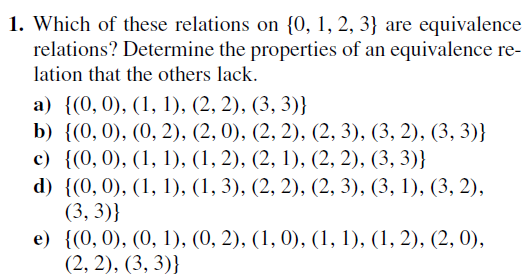 1. Which of these relations on {0, 1, 2, 3} are equivalence
relations? Determine the properties of an equivalence re-
lation that the others lack.
a) {(0, 0), (1, 1), (2, 2), (3, 3)}
b) {(0, 0), (0, 2), (2, 0), (2, 2), (2, 3), (3, 2), (3, 3)}
c) {(0, 0), (1, 1), (1, 2), (2, 1), (2, 2), (3, 3)}
d) {(0, 0), (1, 1), (1, 3), (2, 2), (2, 3), (3, 1), (3, 2),
(3, 3)}
e) {(0, 0), (0, 1), (0, 2), (1, 0), (1, 1), (1, 2), (2, 0),
(2, 2), (3, 3)}